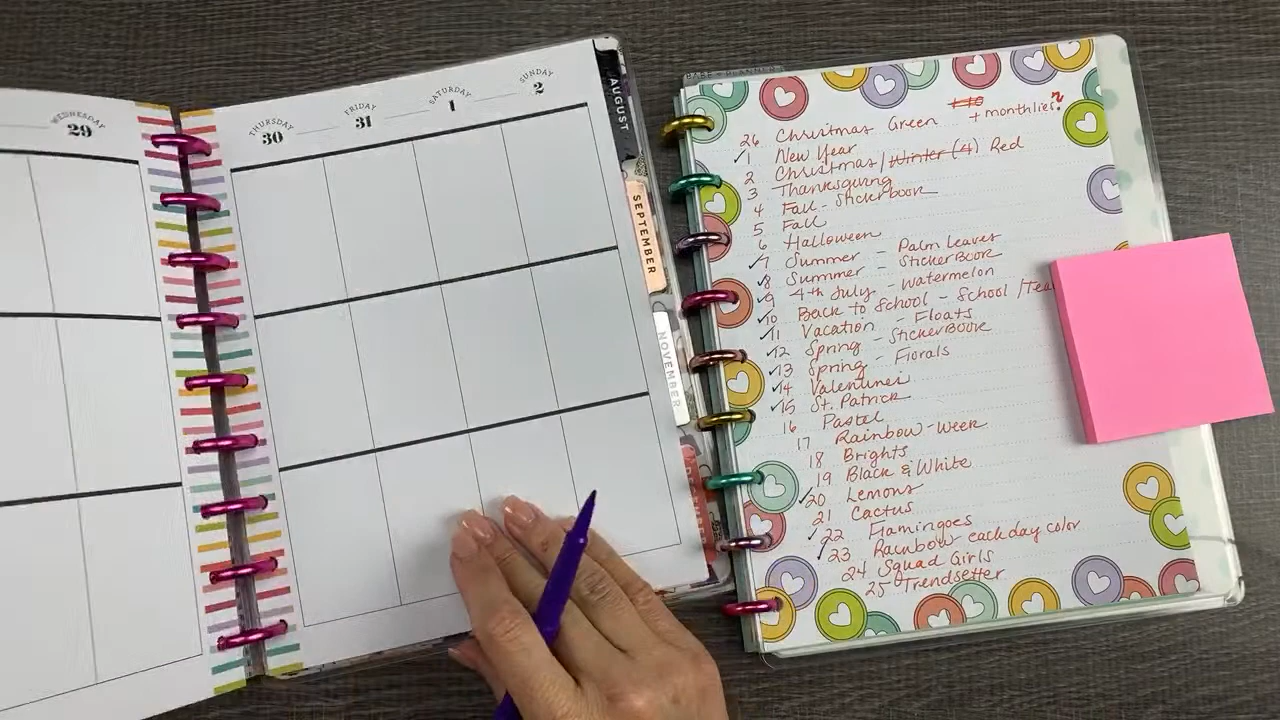 WEDNESDAY
29
THURSDAY
30
FRIDAY
31
SATURDAY
1
SUNDAY
2
AUGUST
SEPTEMBER
NOVEMBER
26 Christmas Green + monthlies?
✓1 New Year
2 Christmas/Winter (4) Red
3 Thanksgiving
4 Fall - Stickerbook
5 Fall
6 Halloween
✓7 Summer - Palm Leaves
✓8 Summer - StickerBook
✓9 4th July - Watermelon
✓10 Back to School - School /Tea
✓11 Vacation - Floats
✓12 Spring - StickerBook
✓13 Spring - Florals
✓14 Valentines
✓15 St. Patrick
16 Pastel
17 Rainbow - Week
18 Brights
19 Black & White
✓20 Lemons
21 Cactus
✓22 Flamingoes
✓23 Rainbow each day color
24 Squad Girls
25 Trendsetter